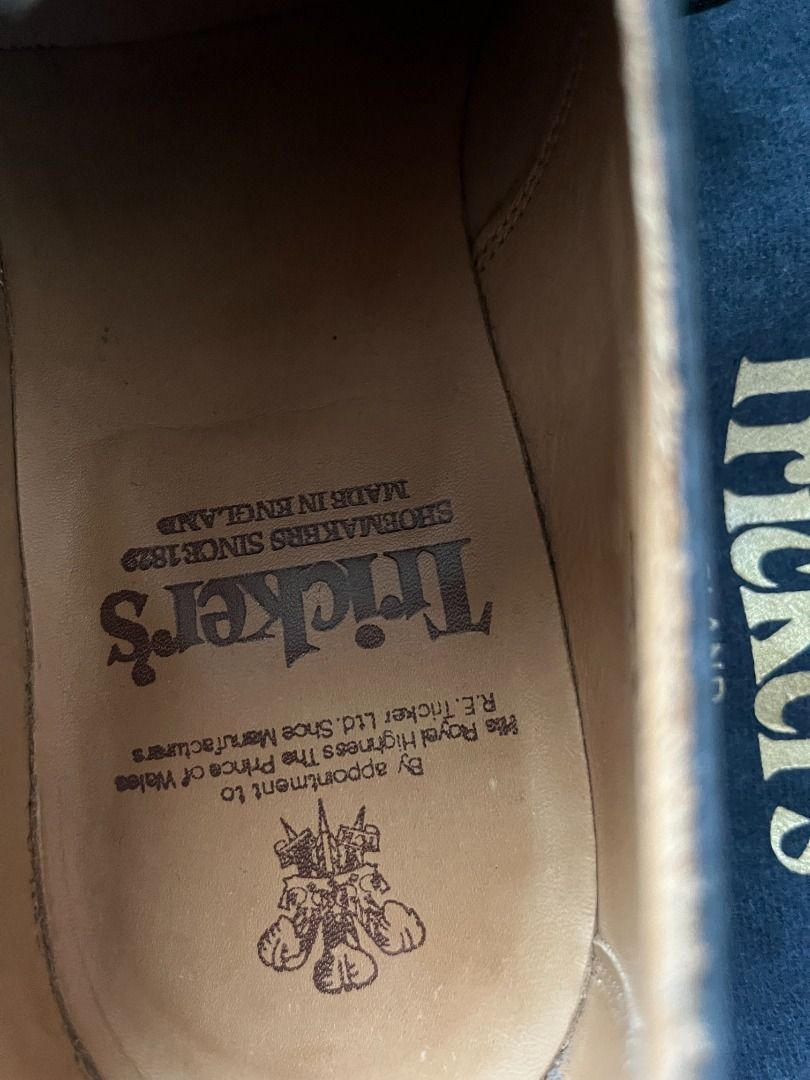 By appointment to
His Royal Highness The Prince of Wales
R.E. Tricker Ltd. Shoe Manufacturers
Tricker's
SHOEMAKERS SINCE 1829
MADE IN ENGLAND
Tricker's